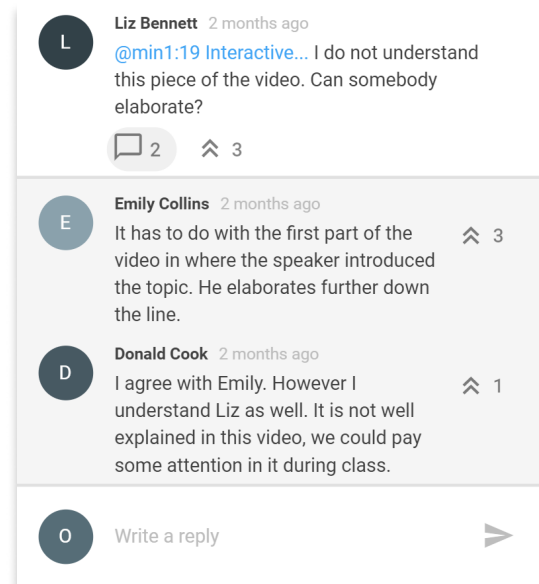 L
Liz Bennett 2 months ago
@min1:19 Interactive... I do not understand
this piece of the video. Can somebody
elaborate?
2 3
E
Emily Collins 2 months ago
It has to do with the first part of the 3
video in where the speaker introduced
the topic. He elaborates further down
the line.
D
Donald Cook 2 months ago
I agree with Emily. However I 1
understand Liz as well. It is not well
explained in this video, we could pay
some attention in it during class.
O
Write a reply